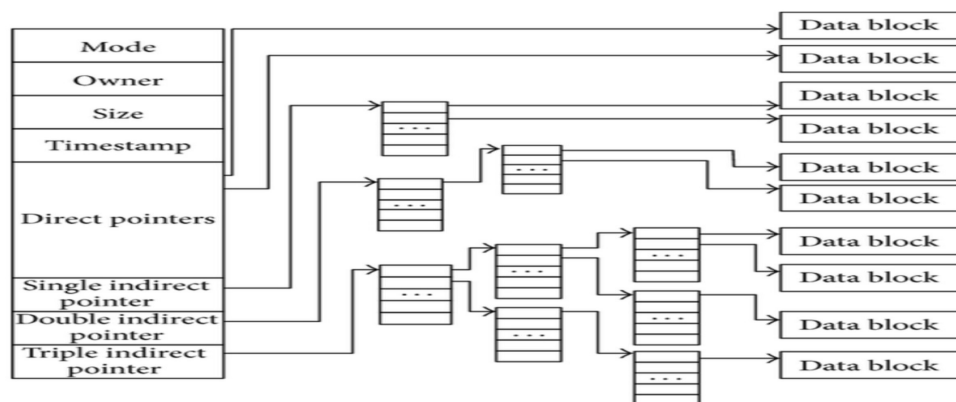 Mode
Owner
Size
Timestamp
Direct pointers
Single indirect
pointer
Double indirect
pointer
Triple indirect
pointer
...
...
...
...
...
...
...
...
...
Data block
Data block
Data block
Data block
Data block
Data block
Data block
Data block
Data block
Data block